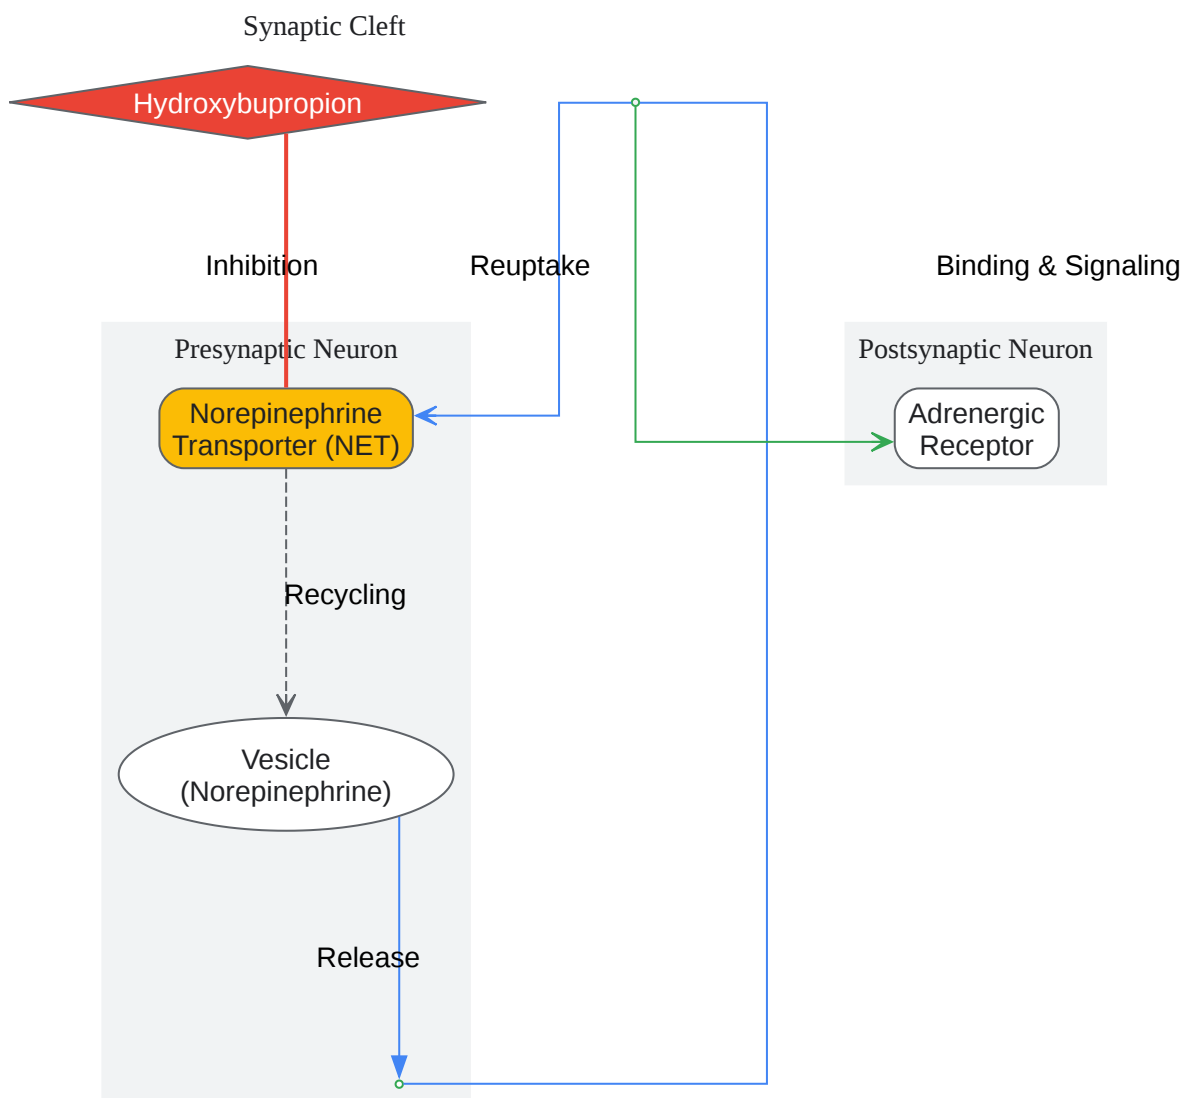 Synaptic Cleft
Hydroxybupropion
Inhibition
Reuptake
Binding & Signaling
Presynaptic Neuron
Postsynaptic Neuron
Norepinephrine
Transporter (NET)
Adrenergic
Receptor
Recycling
Vesicle
(Norepinephrine)
Release